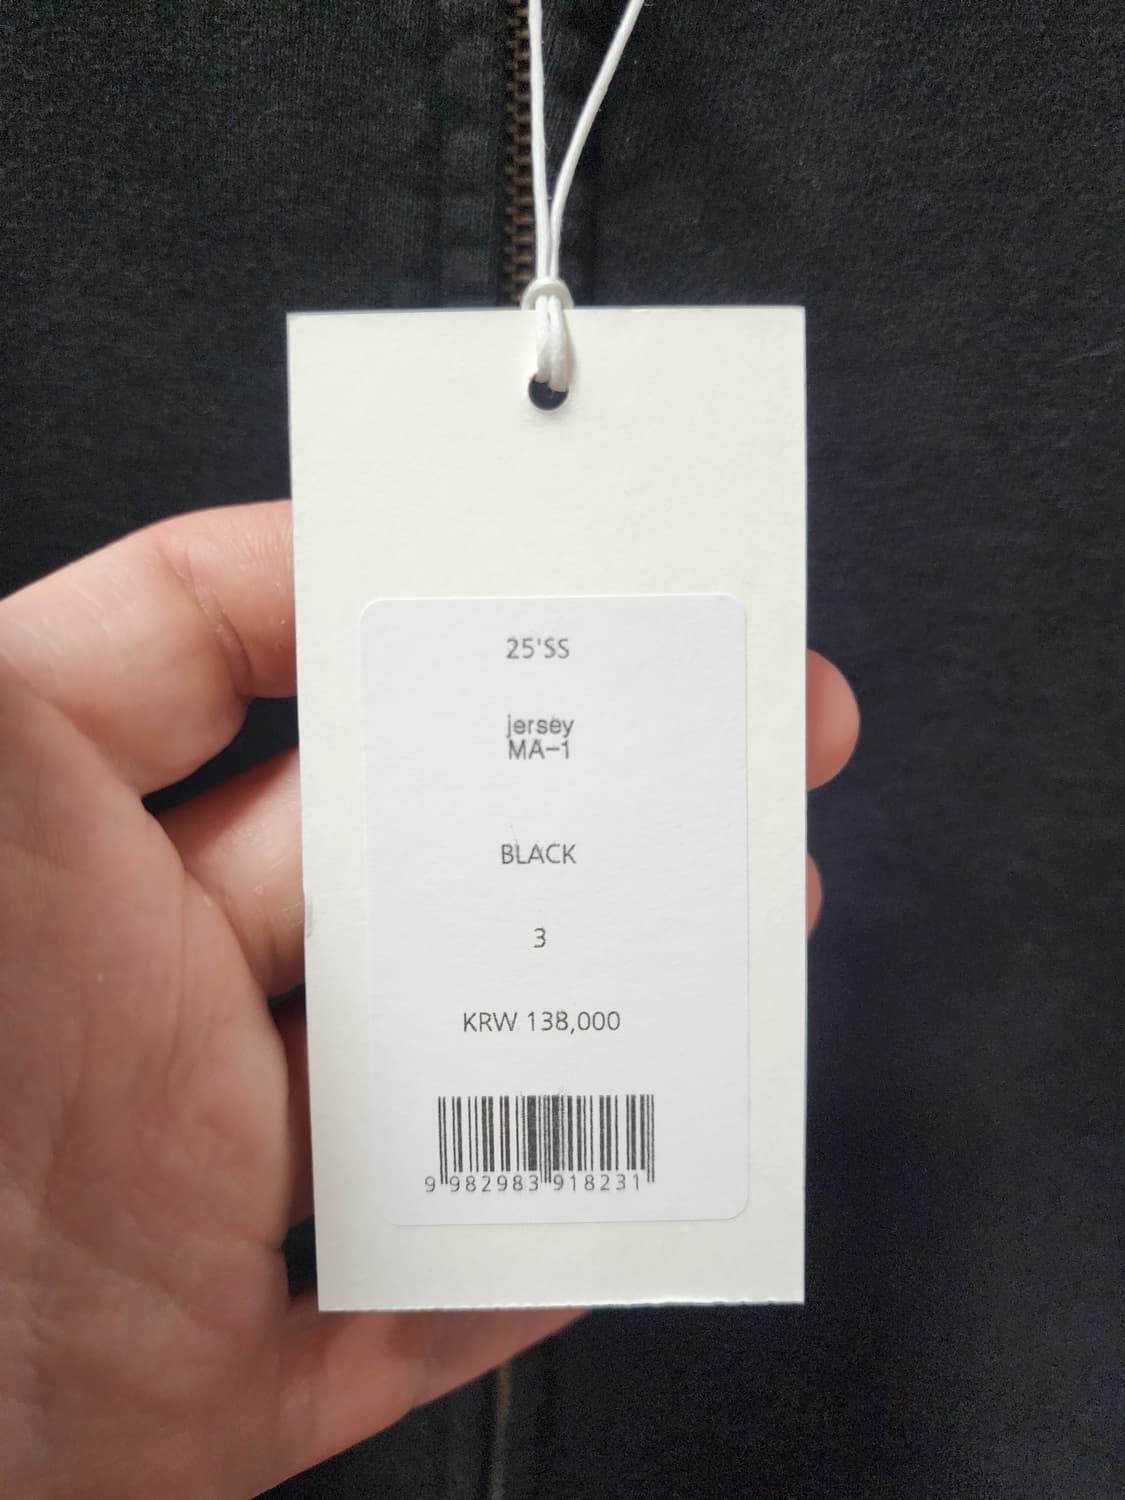 25'SS
jersey
MA-1
BLACK
3
KRW 138,000
9 982983 918231